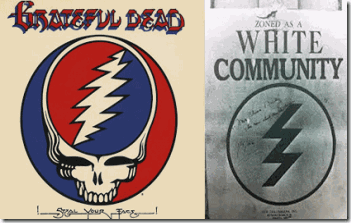 GRATEFUL DEAD
STEAL YOUR FACE
ZONED AS A
WHITE
COMMUNITY